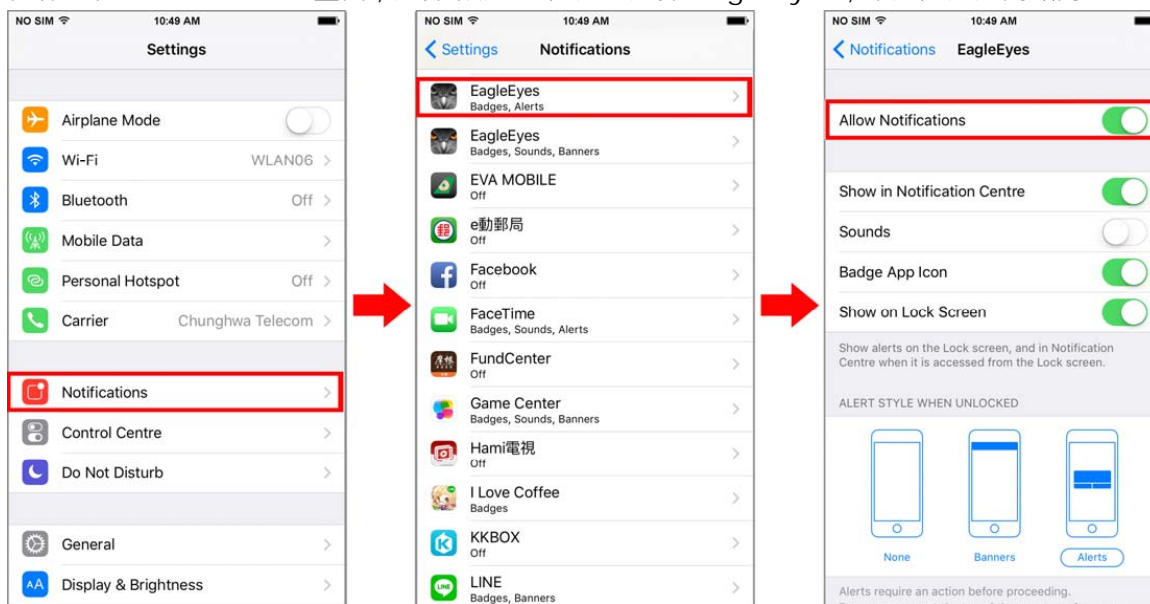 NO SIM 10:49 AM
Settings
Airplane Mode
Wi-Fi WLAN06
Bluetooth Off
Mobile Data
Personal Hotspot Off
Carrier Chunghwa Telecom
Notifications
Control Centre
Do Not Disturb
General
AA Display & Brightness
NO SIM 10:49 AM
Settings Notifications
EagleEyes
Badges, Alerts
EagleEyes
Badges, Sounds, Banners
EVA MOBILE
Off
e動郵局
Off
Facebook
Off
FaceTime
Badges, Sounds, Alerts
FundCenter
Off
Game Center
Badges, Sounds, Banners
Hami電視
Off
I Love Coffee
Badges
KKBOX
Off
LINE
Badges, Banners
NO SIM 10:49 AM
Notifications EagleEyes
Allow Notifications
Show in Notification Centre
Sounds
Badge App Icon
Show on Lock Screen
Show alerts on the Lock screen, and in Notification
Centre when it is accessed from the Lock screen.
ALERT STYLE WHEN UNLOCKED
None Banners Alerts
Alerts require an action before proceeding.